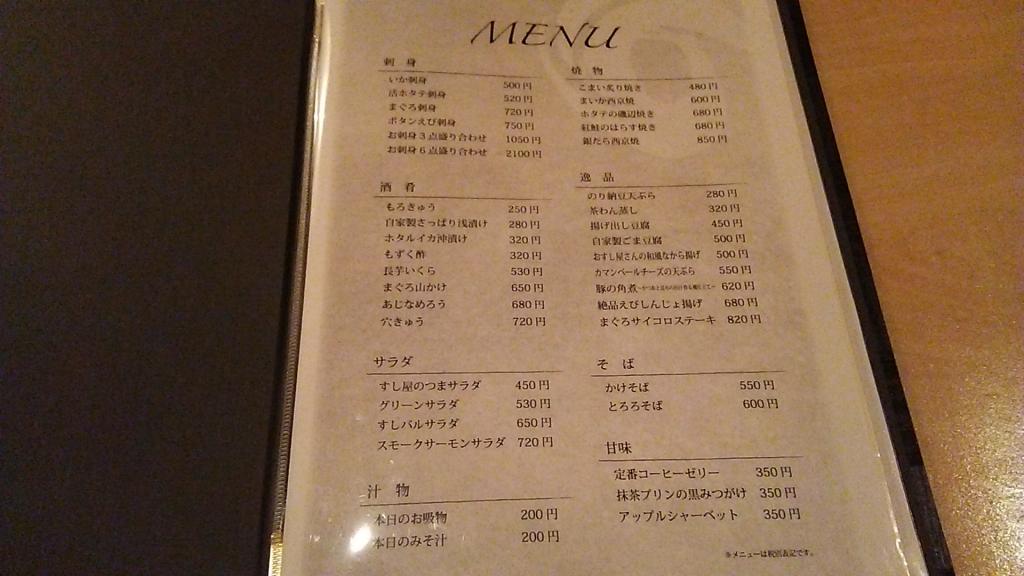 MENU
刺身
いか刺身 500円
活ホタテ刺身 520円
まぐろ刺身 720円
ボタンえび刺身 750円
お刺身3点盛り合わせ 1050円
お刺身6点盛り合わせ 2100円
酒肴
もろきゅう 250円
自家製さっぱり浅漬け 280円
ホタルイカ沖漬け 320円
もずく酢 320円
長芋いくら 530円
まぐろ山かけ 650円
あじなめろう 680円
穴きゅう 720円
サラダ
すし屋のつまサラダ 450円
グリーンサラダ 530円
すしバルサラダ 650円
スモークサーモンサラダ 720円
汁物
本日のお吸物 200円
本日のみそ汁 200円
焼物
こまい炙り焼き 480円
まいか西京焼 600円
ホタテの磯辺焼き 680円
紅鮭のはらす焼き 680円
銀だら西京焼 850円
逸品
のり納豆天ぷら 280円
茶わん蒸し 320円
揚げ出し豆腐 450円
自家製ごま豆腐 500円
おすし屋さんの和風なから揚げ 500円
カマンベールチーズの天ぷら 550円
豚の角煮 620円
絶品えびしんじょ揚げ 680円
まぐろサイコロステーキ 820円
そば
かけそば 550円
とろろそば 600円
甘味
定番コーヒーゼリー 350円
抹茶プリンの黒みつがけ 350円
アップルシャーベット 350円
※メニューは税別表記です。